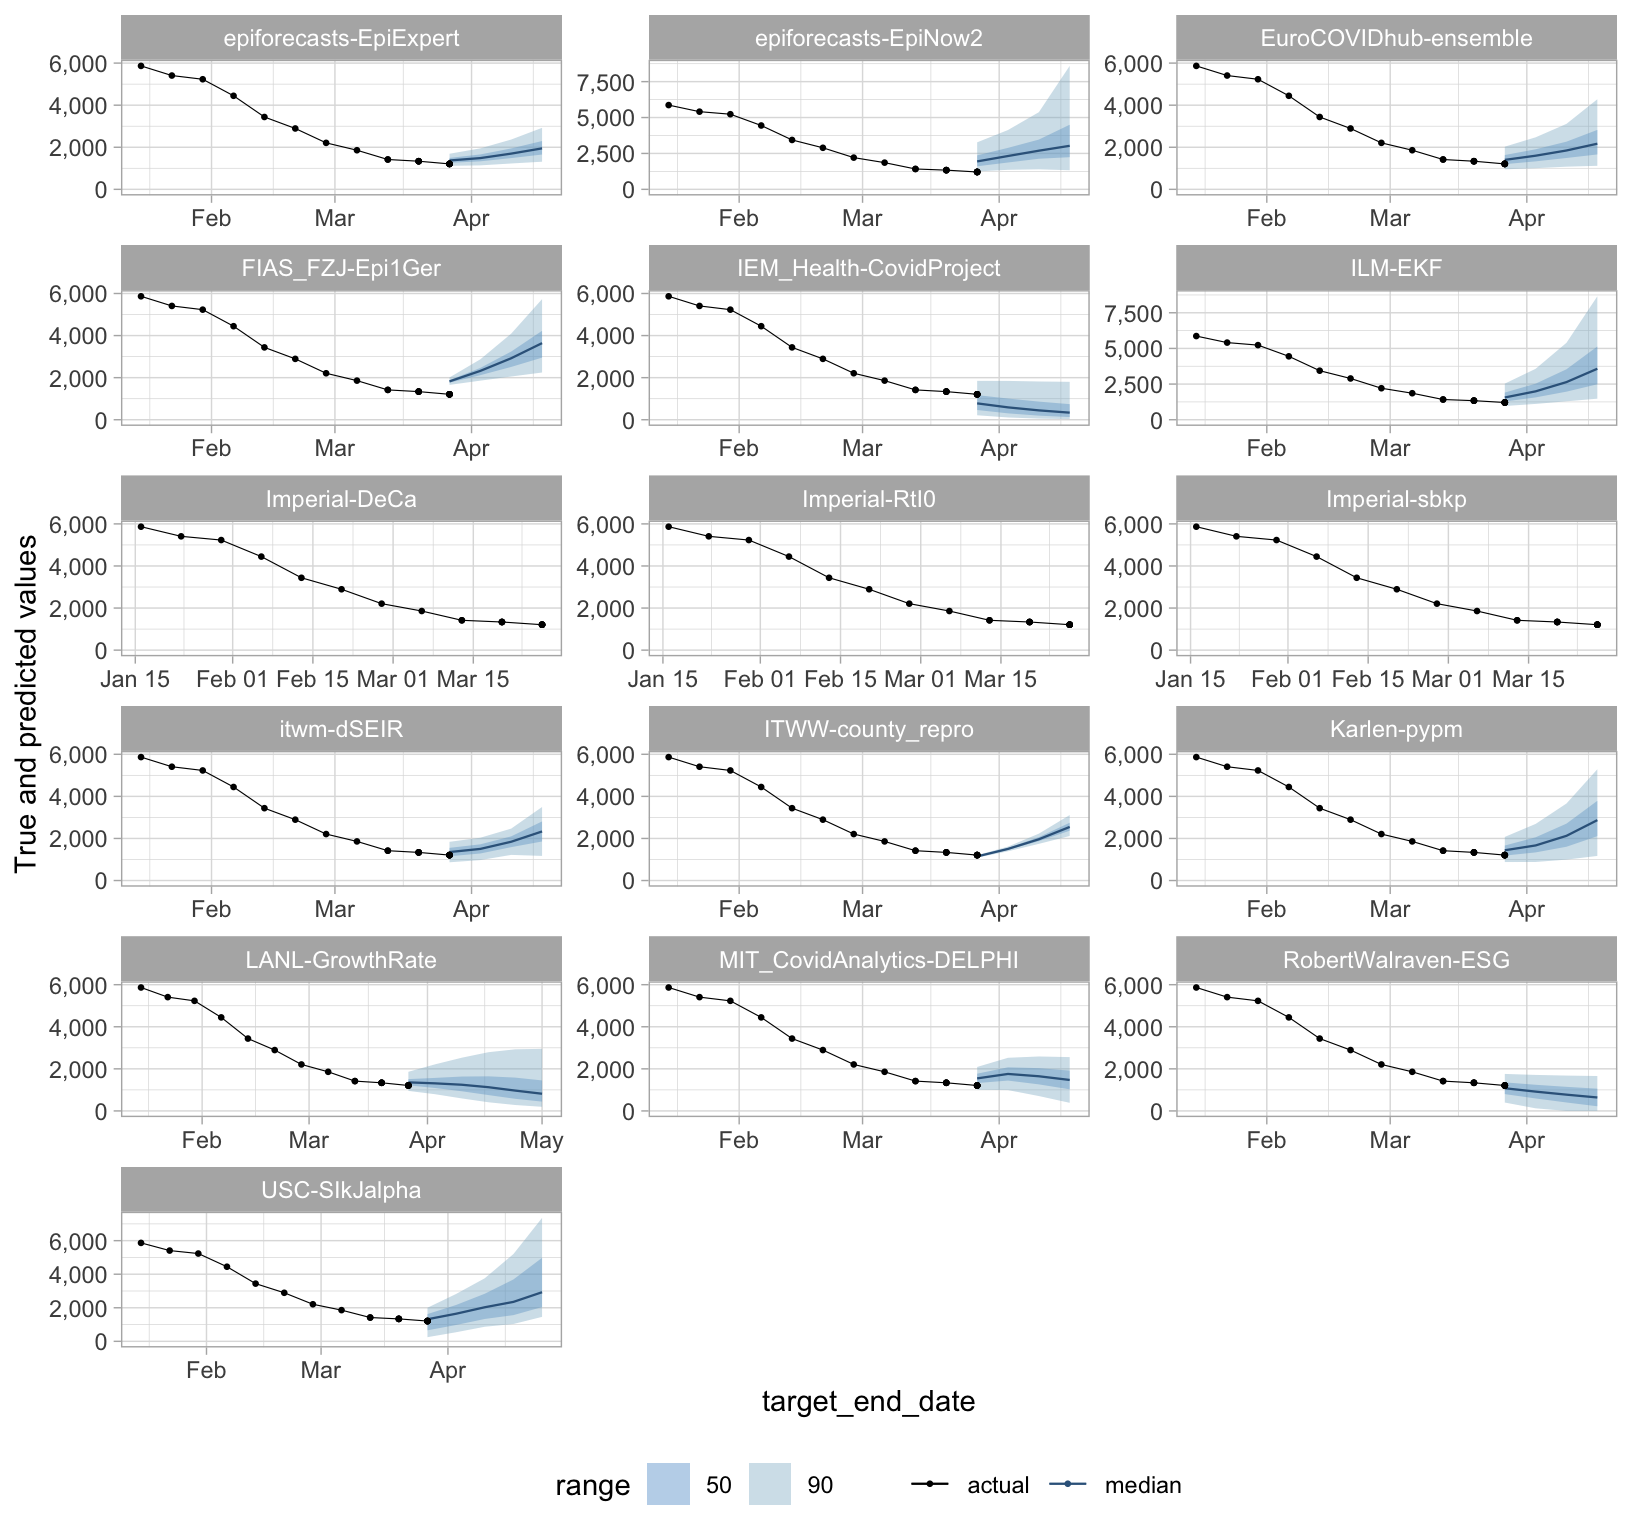 epiforecasts-EpiExpert
epiforecasts-EpiNow2
EuroCOVIDhub-ensemble
6,000
4,000
2,000
0
7,500
5,000
2,500
0
6,000
4,000
2,000
0
Feb Mar Apr
Feb Mar Apr
Feb Mar Apr
FIAS_FZJ-Epi1Ger
IEM_Health-CovidProject
ILM-EKF
6,000
4,000
2,000
0
6,000
4,000
2,000
0
7,500
5,000
2,500
0
Feb Mar Apr
Feb Mar Apr
Feb Mar Apr
True and predicted values
Imperial-DeCa
Imperial-RtI0
Imperial-sbkp
6,000
4,000
2,000
0
6,000
4,000
2,000
0
6,000
4,000
2,000
0
Jan 15 Feb 01 Feb 15 Mar 01 Mar 15
Jan 15 Feb 01 Feb 15 Mar 01 Mar 15
Jan 15 Feb 01 Feb 15 Mar 01 Mar 15
itwm-dSEIR
ITWW-county_repro
Karlen-pypm
6,000
4,000
2,000
0
6,000
4,000
2,000
0
6,000
4,000
2,000
0
Feb Mar Apr
Feb Mar Apr
Feb Mar Apr
LANL-GrowthRate
MIT_CovidAnalytics-DELPHI
RobertWalraven-ESG
6,000
4,000
2,000
0
6,000
4,000
2,000
0
6,000
4,000
2,000
0
Feb Mar Apr May
Feb Mar Apr
Feb Mar Apr
USC-SIkJalpha
6,000
4,000
2,000
0
Feb Mar Apr
target_end_date
range 50 90 actual median